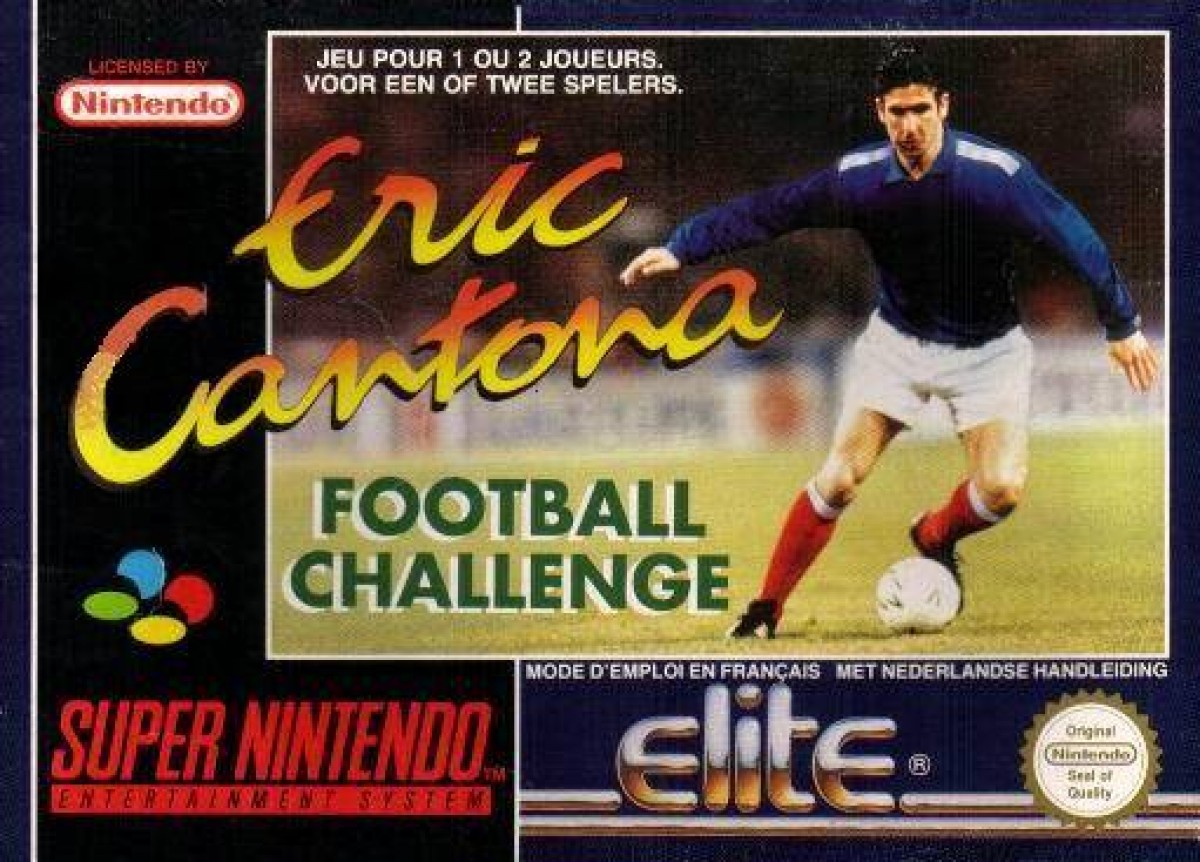 LICENSED BY
Nintendo®
JEU POUR 1 OU 2 JOUEURS.
VOOR EEN OF TWEE SPELERS.
Eric
Cantona
FOOTBALL
CHALLENGE
MODE D'EMPLOI EN FRANÇAIS MET NEDERLANDSE HANDLEIDING
SUPER NINTENDO™
ENTERTAINMENT SYSTEM
elite®
Original
Nintendo
Seal of
Quality